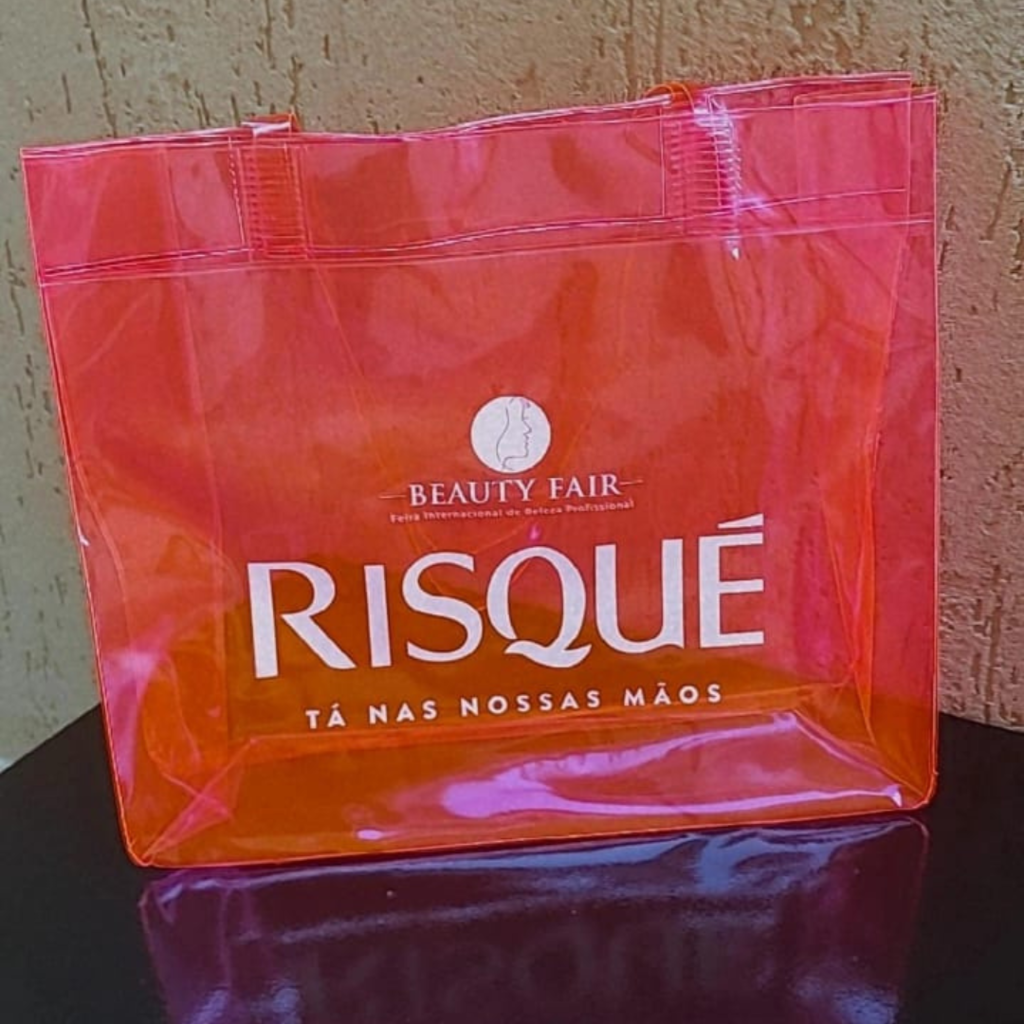 BEAUTY FAIR
Feira Internacional de Beleza Profissional
RISQUÉ
TÁ NAS NOSSAS MÃOS